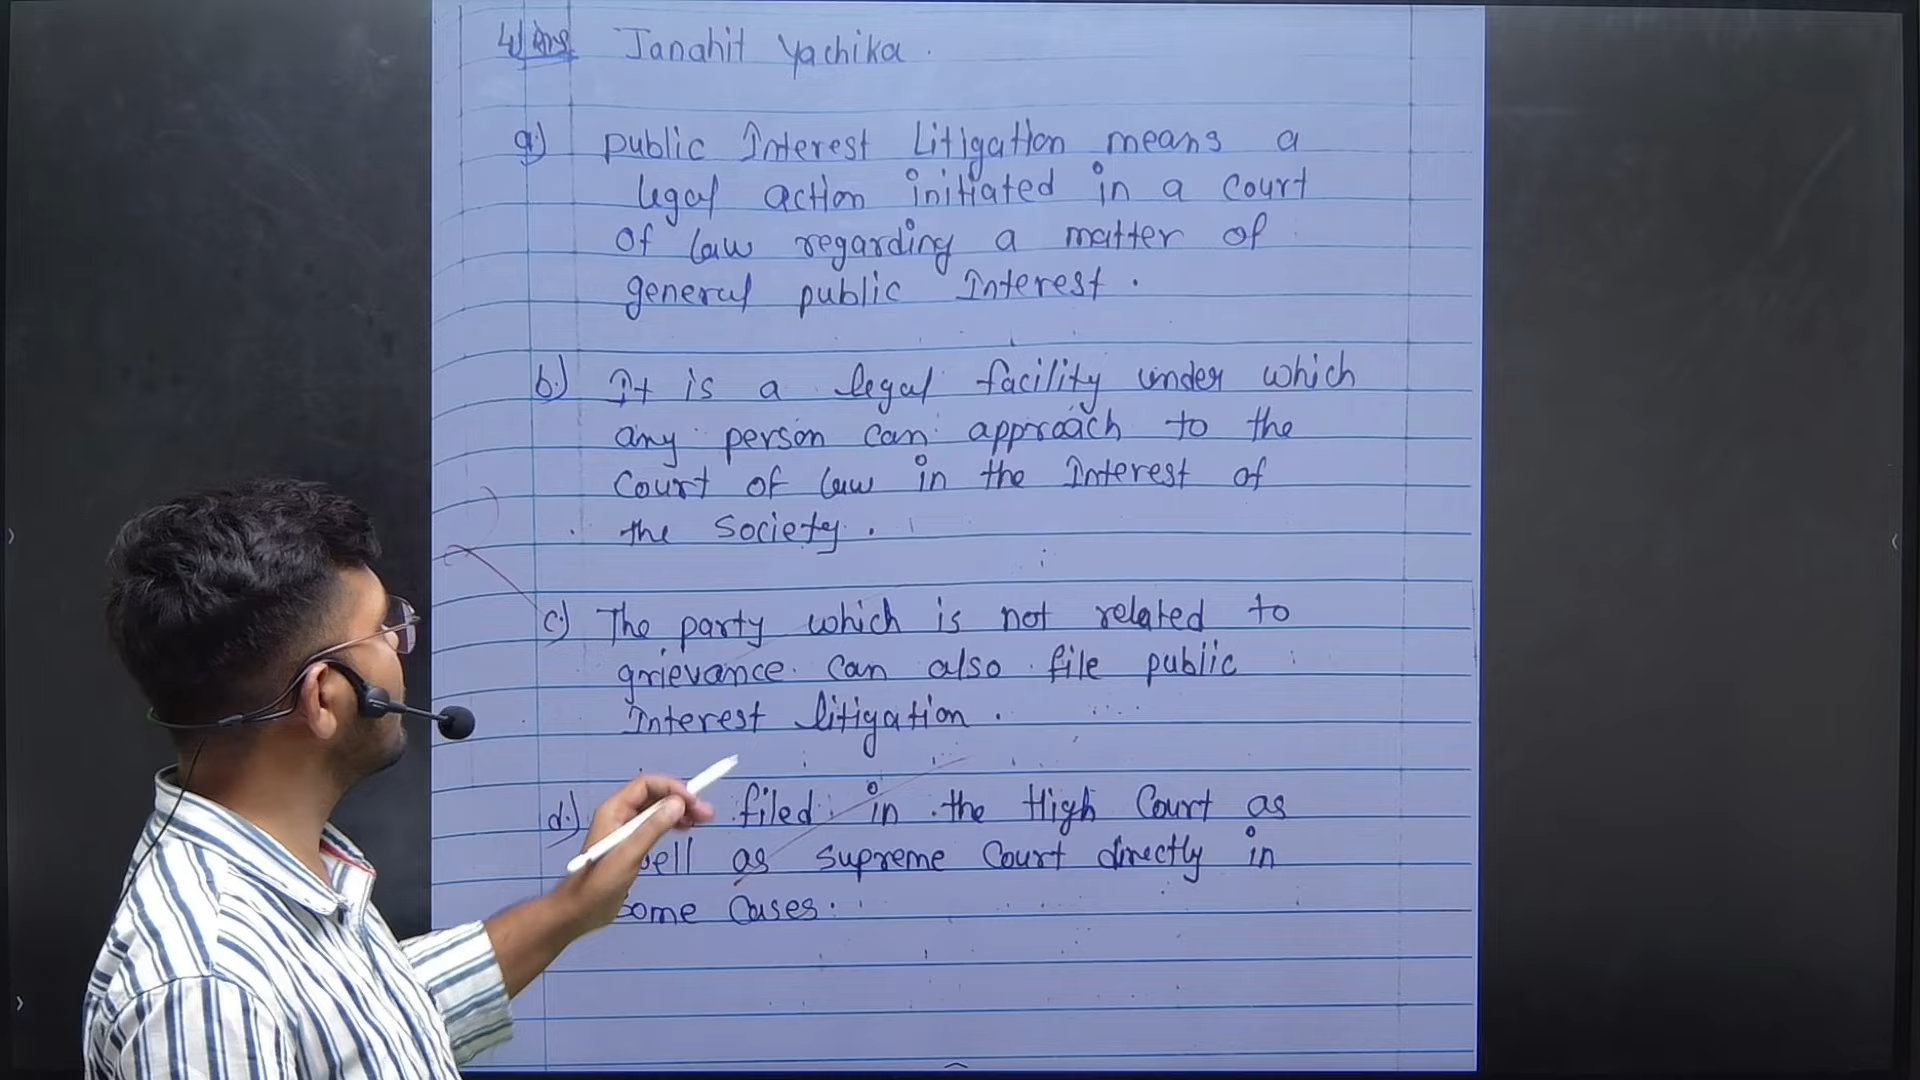 4) Ans Janahit Yachika.
a) public Interest Litigation means a
legal action initiated in a court
of law regarding a matter of
general public Interest.
b) It is a legal facility under which
any person can approach to the
court of law in the Interest of
the society.
c) The party which is not related to
grievance can also file public
Interest litigation.
d) filed in the High Court as
well as supreme Court directly in
some cases.